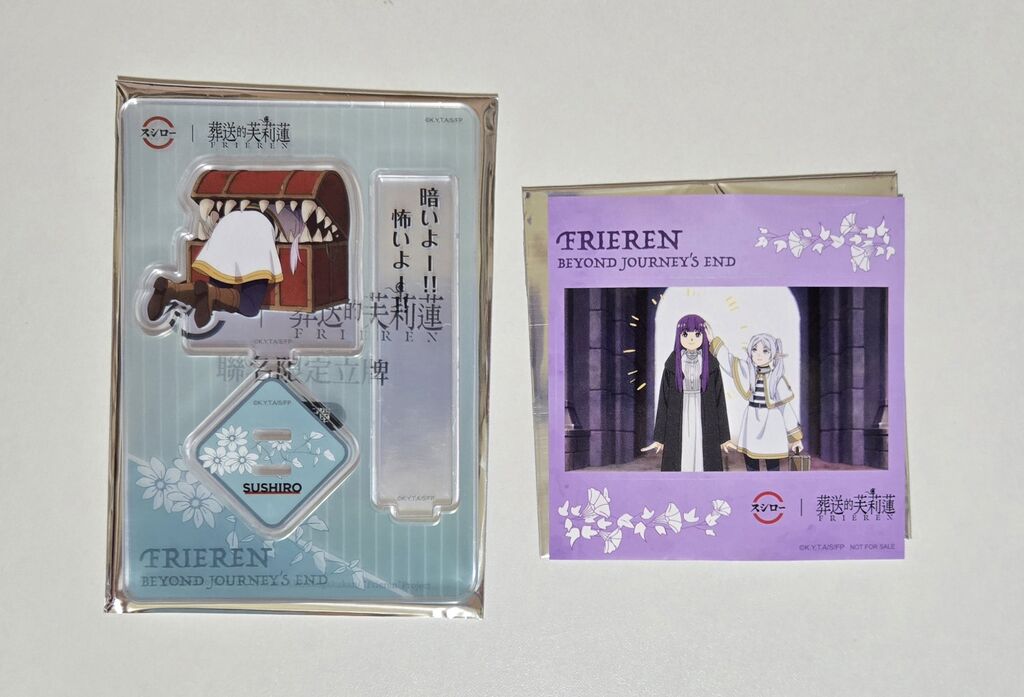 スシロー
葬送的芙莉蓮
FRIEREN
©K.Y,T.A/S/FP
暗いよー!!
怖いよー!!
葬送的芙莉蓮
FRIEREN
©K.Y,T.A/S/FP
聯名限定立牌
©K.Y,T.A/S/FP
SUSHIRO
©K.Y,T.A/S/FP
FRIEREN
BEYOND JOURNEY'S END
Project
FRIEREN
BEYOND JOURNEY'S END
スシロー
葬送的芙莉蓮
FRIEREN
©K.Y,T.A/S/FP NOT FOR SALE